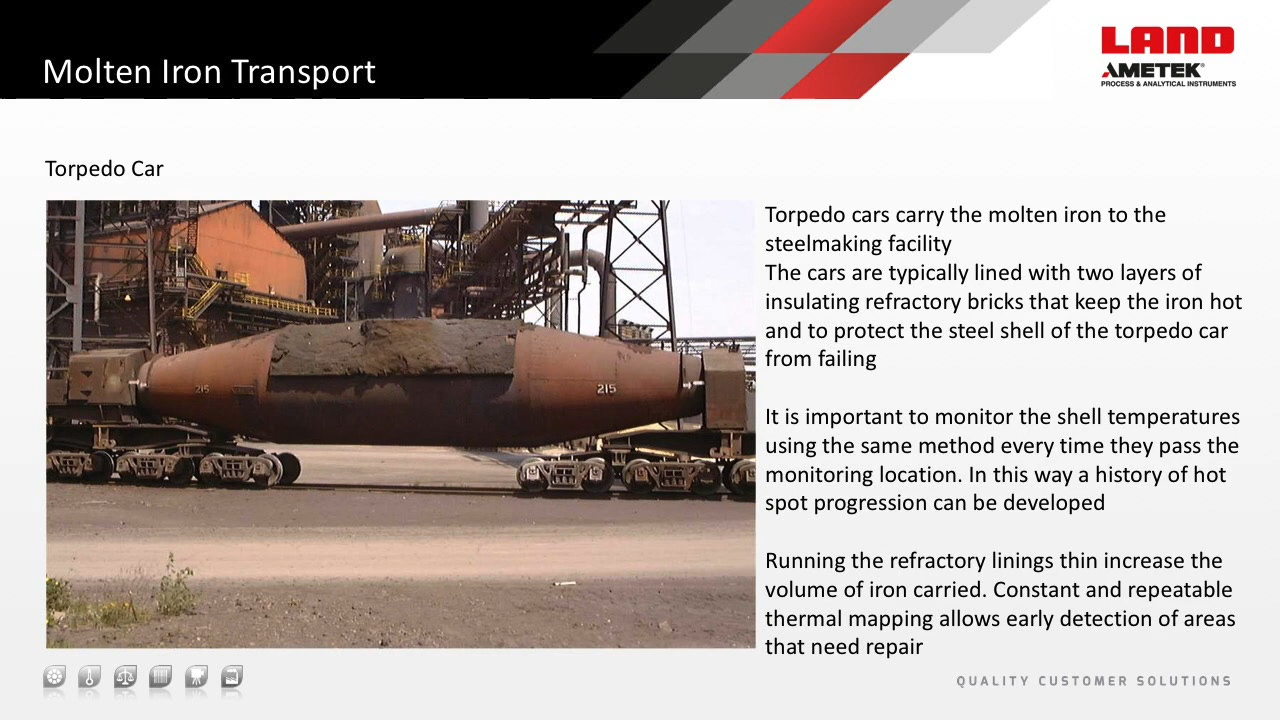 Molten Iron Transport
LAND
AMETEK®
PROCESS & ANALYTICAL INSTRUMENTS
Torpedo Car
Torpedo cars carry the molten iron to the
steelmaking facility
The cars are typically lined with two layers of
insulating refractory bricks that keep the iron hot
and to protect the steel shell of the torpedo car
from failing
It is important to monitor the shell temperatures
using the same method every time they pass the
monitoring location. In this way a history of hot
spot progression can be developed
Running the refractory linings thin increase the
volume of iron carried. Constant and repeatable
thermal mapping allows early detection of areas
that need repair
215
215
QUALITY CUSTOMER SOLUTIONS